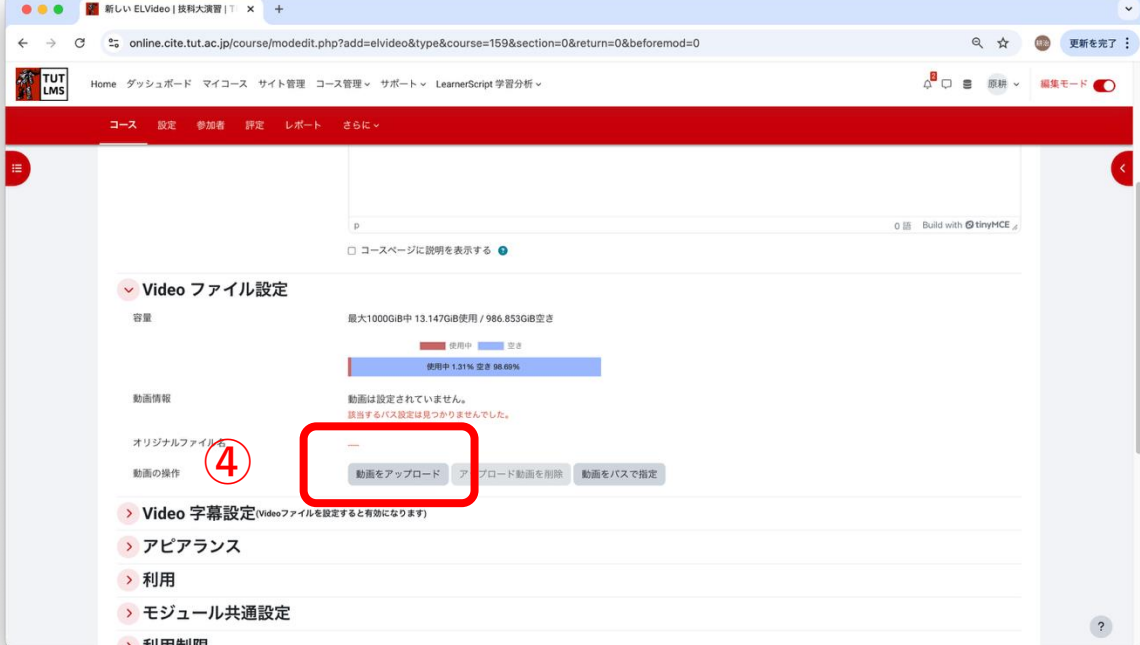 新しい ELVideo | 技科大演習 | T
online.cite.tut.ac.jp/course/modedit.php?add=elvideo&type&course=159&section=0&return=0&beforemod=0
更新を完了
TUT LMS
Home ダッシュボード マイコース サイト管理 コース管理 サポート LearnerScript 学習分析
2
原耕
編集モード
コース 設定 参加者 評定 レポート さらに
p
0 語 Build with tinyMCE
コースページに説明を表示する ?
Video ファイル設定
容量
最大1000GiB中 13.147GiB使用 / 986.853GiB空き
使用中 空き
使用中 1.31% 空き 98.69%
動画情報
動画は設定されていません。
該当するパス設定は見つかりませんでした。
オリジナルファイル名
---
④
動画の操作
動画をアップロード
プロード動画を削除
動画をパスで指定
Video 字幕設定(Videoファイルを設定すると有効になります)
アピアランス
利用
モジュール共通設定
利用制限
?